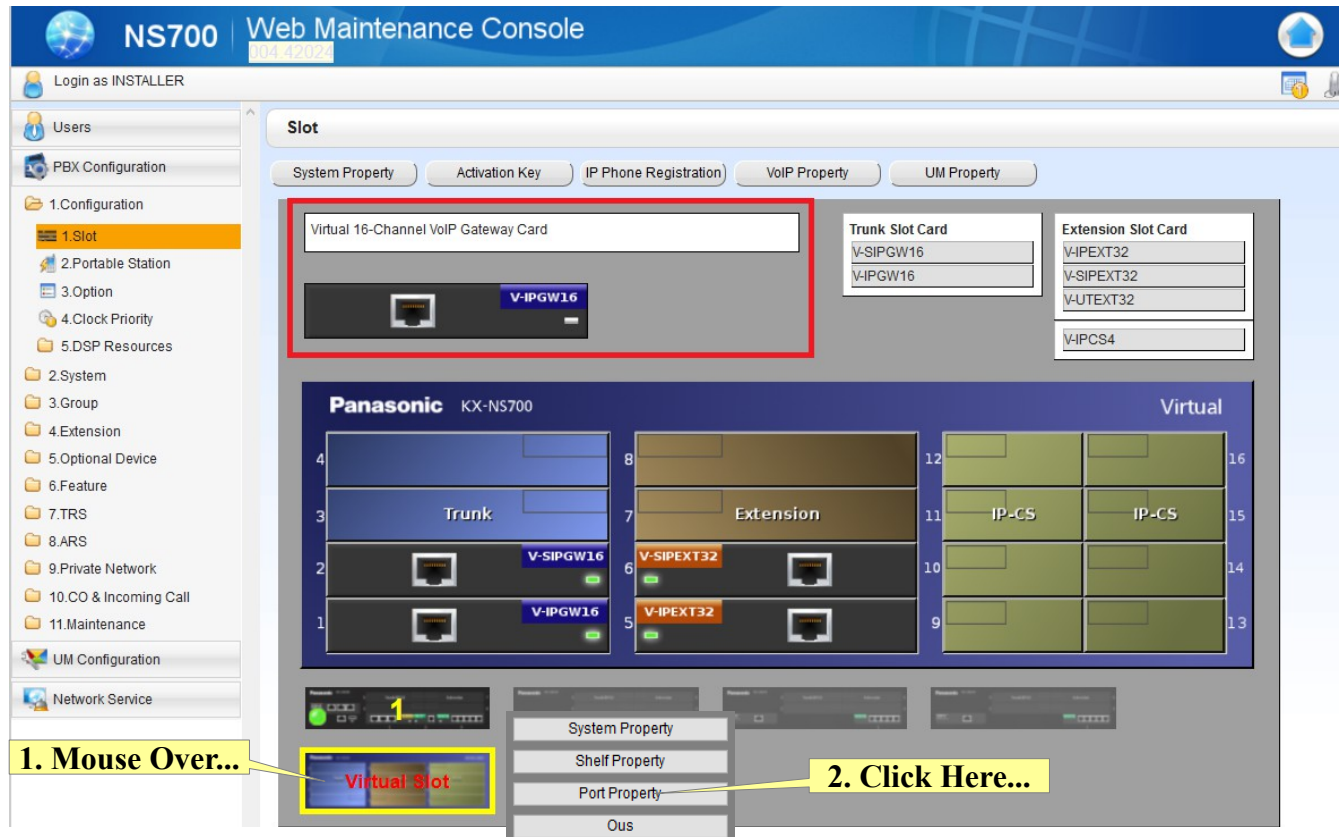 NS700
Web Maintenance Console
004.42024
Login as INSTALLER
Users
PBX Configuration
1.Configuration
1.Slot
2.Portable Station
3.Option
4.Clock Priority
5.DSP Resources
2.System
3.Group
4.Extension
5.Optional Device
6.Feature
7.TRS
8.ARS
9.Private Network
10.CO & Incoming Call
11.Maintenance
UM Configuration
Network Service
Slot
System Property
Activation Key
IP Phone Registration
VoIP Property
UM Property
Virtual 16-Channel VoIP Gateway Card
V-IPGW16
Trunk Slot Card
V-SIPGW16
V-IPGW16
Extension Slot Card
V-IPEXT32
V-SIPEXT32
V-UTEXT32
V-IPCS4
Panasonic KX-NS700
Virtual
4
8
12
16
3
Trunk
7
Extension
11
IP-CS
IP-CS
15
2
V-SIPGW16
6
V-SIPEXT32
10
14
1
V-IPGW16
5
V-IPEXT32
9
13
1
System Property
Shelf Property
Port Property
Ous
Virtual Slot
1. Mouse Over...
2. Click Here...